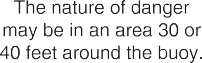 The nature of danger
may be in an area 30 or
40 feet around the buoy.